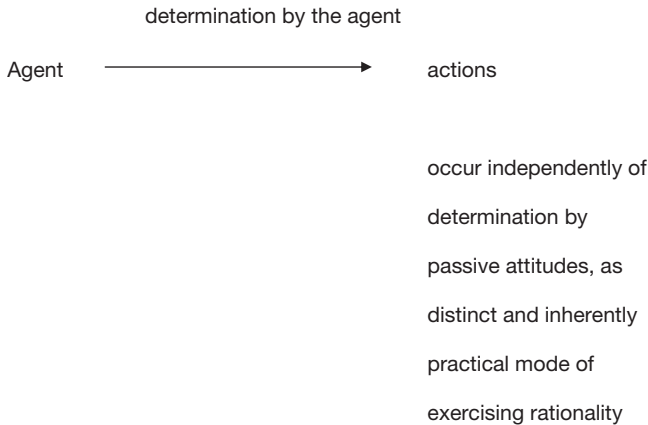 determination by the agent
Agent actions
occur independently of
determination by
passive attitudes, as
distinct and inherently
practical mode of
exercising rationality